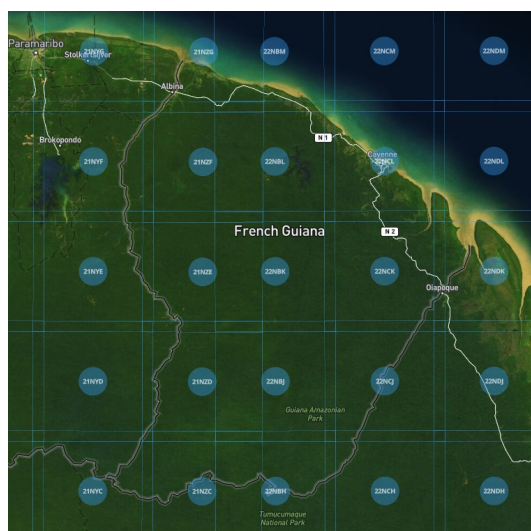 21NYG
21NZG
22NBM
22NCM
22NDM
Paramaribo
Stolkertsijver
Albina
N 1
Brokopondo
Cayenne
21NYF
21NZF
22NBL
22NCL
22NDL
French Guiana
N 2
21NYE
21NZE
22NBK
22NCK
22NDK
Oiapoque
21NYD
21NZD
22NBJ
22NCJ
22NDJ
Guiana Amazonian
Park
21NYC
21NZC
22NBH
22NCH
22NDH
Tumucumaque
National Park